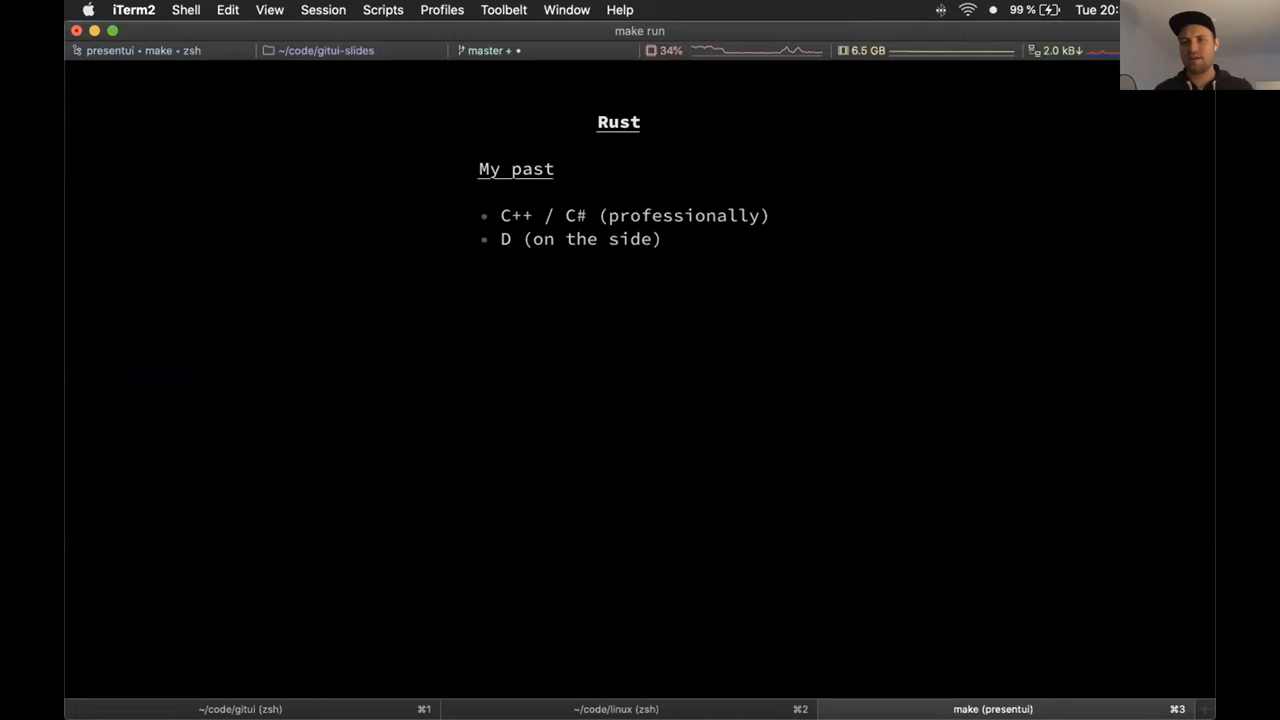 iTerm2 Shell Edit View Session Scripts Profiles Toolbelt Window Help 99 % Tue 20:
make run
presentui • make • zsh ~/code/gitui-slides master + • 34% 6.5 GB 2.0 kB↓
Rust
My past
• C++ / C# (professionally)
• D (on the side)
~/code/gitui (zsh) ⌘1 ~/code/linux (zsh) ⌘2 make (presentui) ⌘3